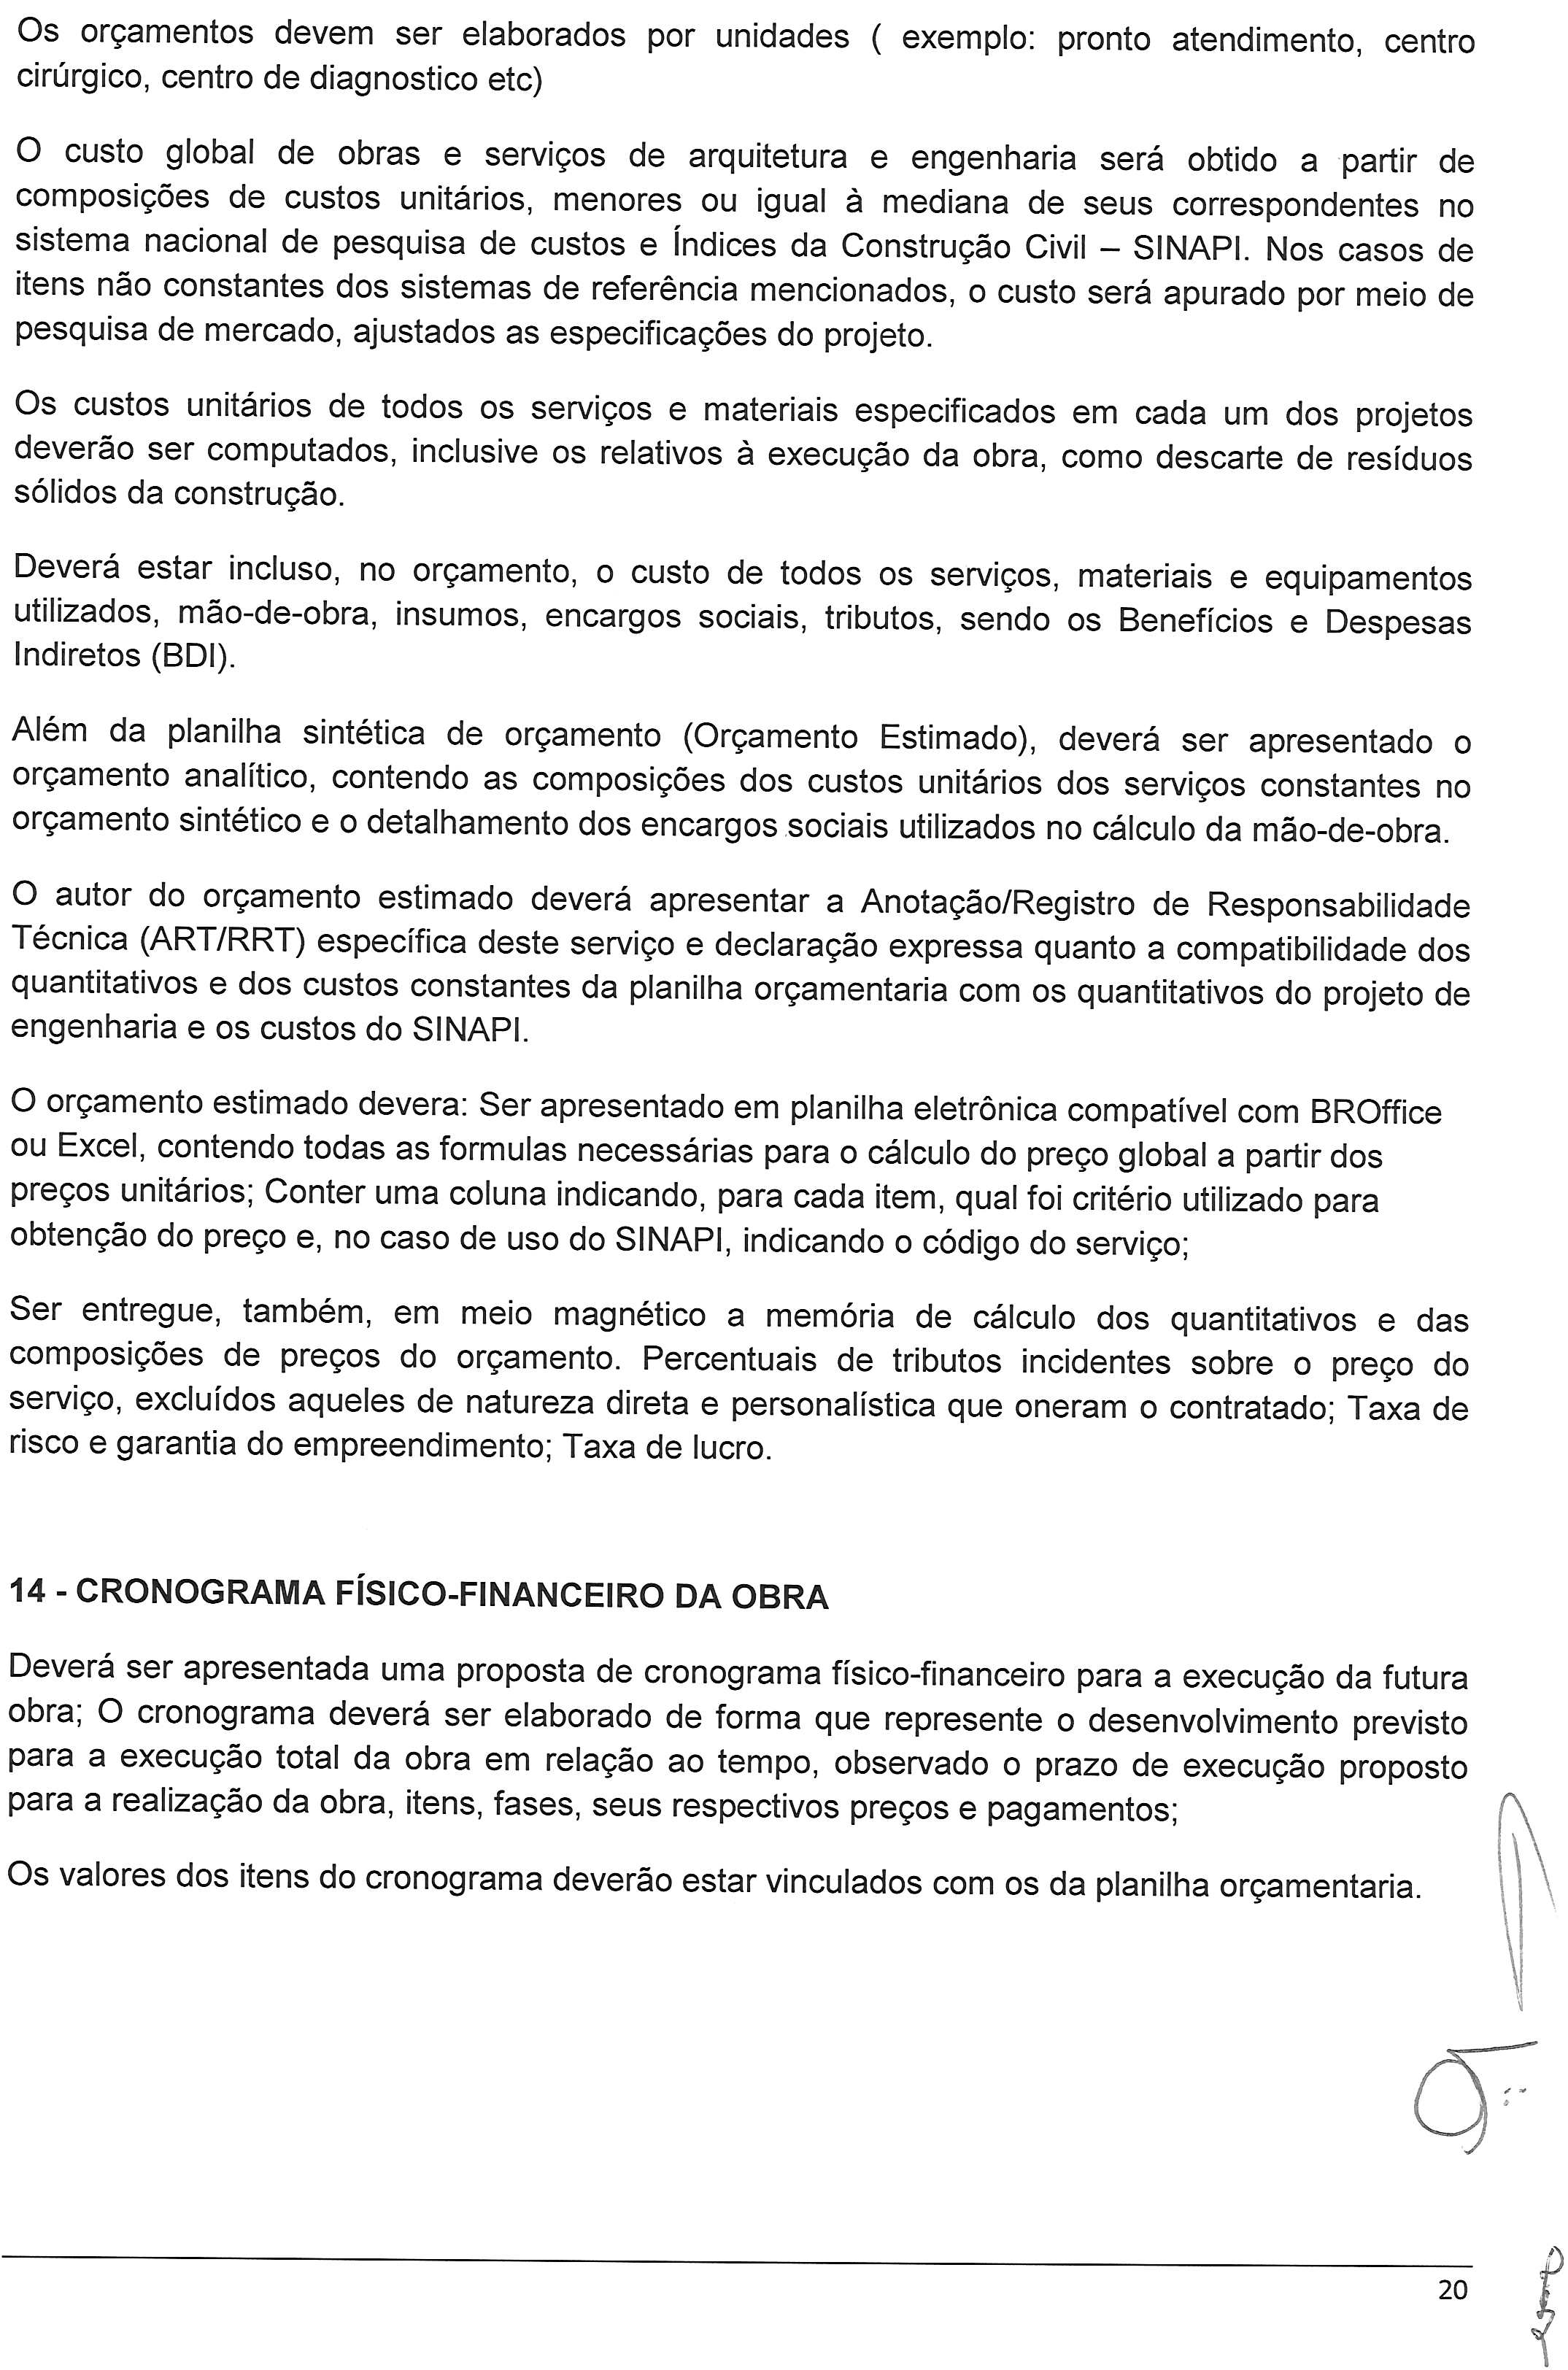 Os orçamentos devem ser elaborados por unidades ( exemplo: pronto atendimento, centro
cirúrgico, centro de diagnostico etc)
O custo global de obras e serviços de arquitetura e engenharia será obtido a partir de
composições de custos unitários, menores ou igual à mediana de seus correspondentes no
sistema nacional de pesquisa de custos e Índices da Construção Civil – SINAPI. Nos casos de
itens não constantes dos sistemas de referência mencionados, o custo será apurado por meio de
pesquisa de mercado, ajustados as especificações do projeto.
Os custos unitários de todos os serviços e materiais especificados em cada um dos projetos
deverão ser computados, inclusive os relativos à execução da obra, como descarte de resíduos
sólidos da construção.
Deverá estar incluso, no orçamento, o custo de todos os serviços, materiais e equipamentos
utilizados, mão-de-obra, insumos, encargos sociais, tributos, sendo os Benefícios e Despesas
Indiretos (BDI).
Além da planilha sintética de orçamento (Orçamento Estimado), deverá ser apresentado o
orçamento analítico, contendo as composições dos custos unitários dos serviços constantes no
orçamento sintético e o detalhamento dos encargos sociais utilizados no cálculo da mão-de-obra.
O autor do orçamento estimado deverá apresentar a Anotação/Registro de Responsabilidade
Técnica (ART/RRT) específica deste serviço e declaração expressa quanto a compatibilidade dos
quantitativos e dos custos constantes da planilha orçamentaria com os quantitativos do projeto de
engenharia e os custos do SINAPI.
O orçamento estimado devera: Ser apresentado em planilha eletrônica compatível com BROffice
ou Excel, contendo todas as formulas necessárias para o cálculo do preço global a partir dos
preços unitários; Conter uma coluna indicando, para cada item, qual foi critério utilizado para
obtenção do preço e, no caso de uso do SINAPI, indicando o código do serviço;
Ser entregue, também, em meio magnético a memória de cálculo dos quantitativos e das
composições de preços do orçamento. Percentuais de tributos incidentes sobre o preço do
serviço, excluídos aqueles de natureza direta e personalística que oneram o contratado; Taxa de
risco e garantia do empreendimento; Taxa de lucro.
14 - CRONOGRAMA FÍSICO-FINANCEIRO DA OBRA
Deverá ser apresentada uma proposta de cronograma físico-financeiro para a execução da futura
obra; O cronograma deverá ser elaborado de forma que represente o desenvolvimento previsto
para a execução total da obra em relação ao tempo, observado o prazo de execução proposto
para a realização da obra, itens, fases, seus respectivos preços e pagamentos;
Os valores dos itens do cronograma deverão estar vinculados com os da planilha orçamentaria.
20